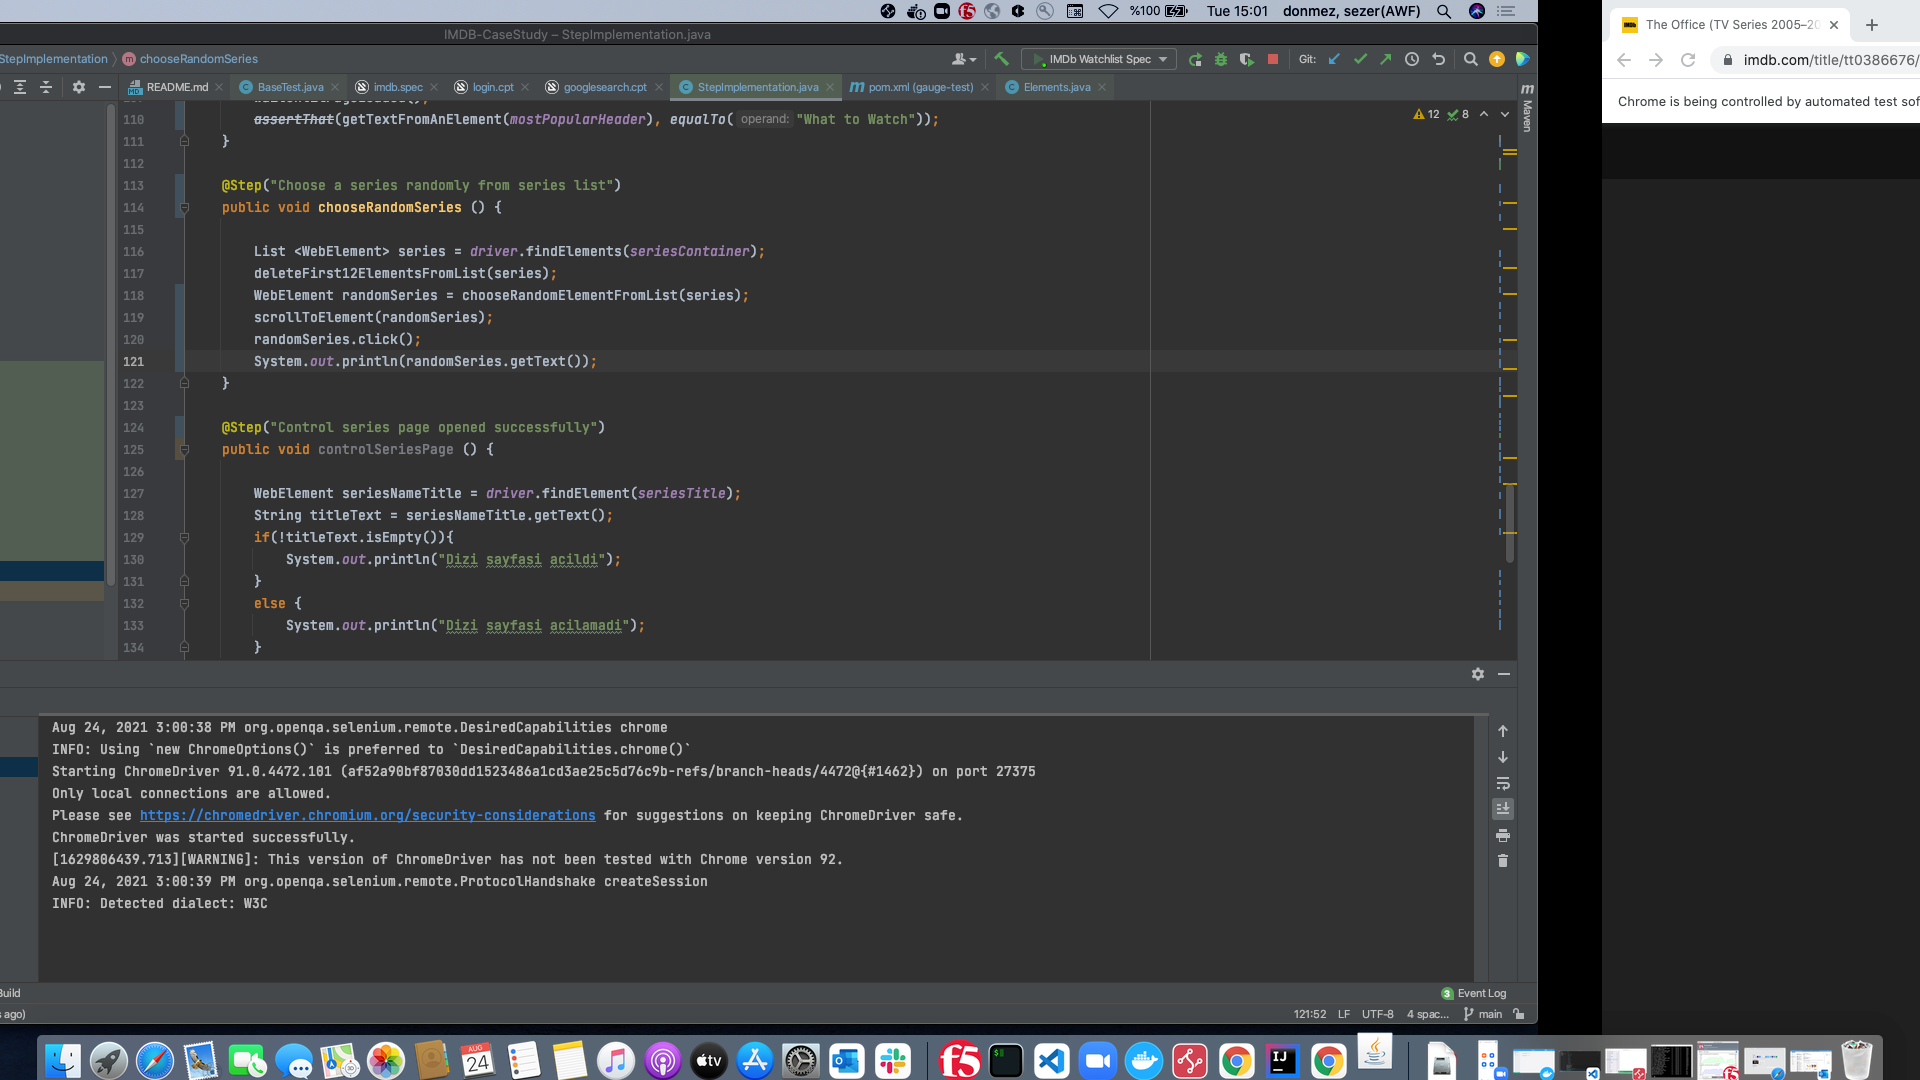 %100
Tue 15:01
donmez, sezer(AWF)
IMDB-CaseStudy – StepImplementation.java
StepImplementation
chooseRandomSeries
IMDb Watchlist Spec
Git:
README.md
BaseTest.java
imdb.spec
login.cpt
googlesearch.cpt
StepImplementation.java
pom.xml (gauge-test)
Elements.java
Maven
12
8
110 assertThat(getTextFromAnElement(mostPopularHeader), equalTo( operand: "What to Watch"));
111 }
112
113 @Step("Choose a series randomly from series list")
114 public void chooseRandomSeries () {
115
116 List <WebElement> series = driver.findElements(seriesContainer);
117 deleteFirst12ElementsFromList(series);
118 WebElement randomSeries = chooseRandomElementFromList(series);
119 scrollToElement(randomSeries);
120 randomSeries.click();
121 System.out.println(randomSeries.getText());
122 }
123
124 @Step("Control series page opened successfully")
125 public void controlSeriesPage () {
126
127 WebElement seriesNameTitle = driver.findElement(seriesTitle);
128 String titleText = seriesNameTitle.getText();
129 if(!titleText.isEmpty()){
130 System.out.println("Dizi sayfasi acildi");
131 }
132 else {
133 System.out.println("Dizi sayfasi acilamadi");
134 }
Aug 24, 2021 3:00:38 PM org.openqa.selenium.remote.DesiredCapabilities chrome
INFO: Using `new ChromeOptions()` is preferred to `DesiredCapabilities.chrome()`
Starting ChromeDriver 91.0.4472.101 (af52a90bf87030dd1523486a1cd3ae25c5d76c9b-refs/branch-heads/4472@{#1462}) on port 27375
Only local connections are allowed.
Please see https://chromedriver.chromium.org/security-considerations for suggestions on keeping ChromeDriver safe.
ChromeDriver was started successfully.
[1629806439.713][WARNING]: This version of ChromeDriver has not been tested with Chrome version 92.
Aug 24, 2021 3:00:39 PM org.openqa.selenium.remote.ProtocolHandshake createSession
INFO: Detected dialect: W3C
Build
3 Event Log
s ago)
121:52
LF
UTF-8
4 spac...
main
The Office (TV Series 2005–20
imdb.com/title/tt0386676/
Chrome is being controlled by automated test sof
AUG
24
tv
f5
IJ